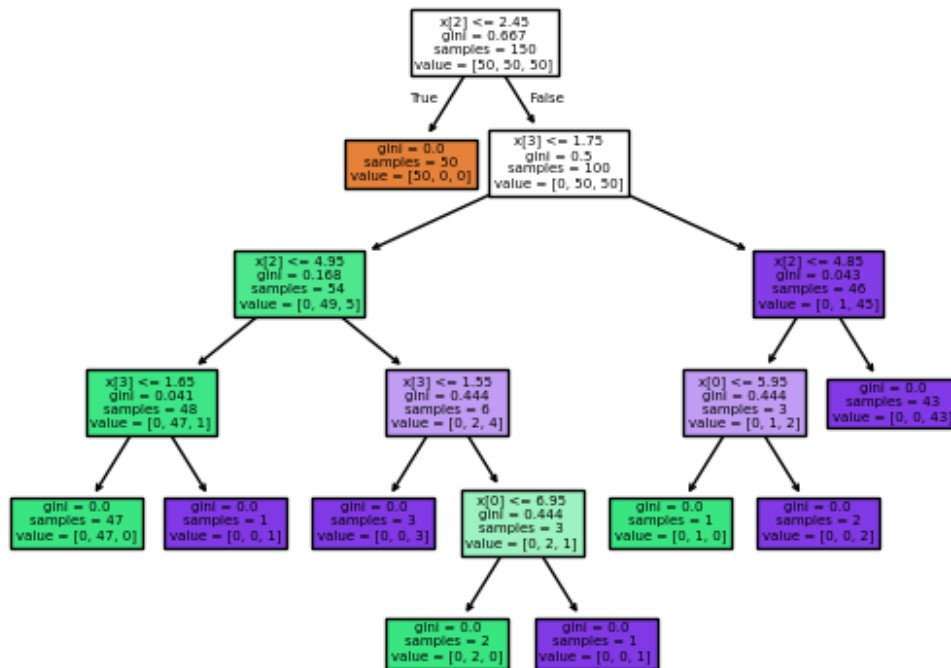 x[2] <= 2.45
gini = 0.667
samples = 150
value = [50, 50, 50]
True
False
gini = 0.0
samples = 50
value = [50, 0, 0]
x[3] <= 1.75
gini = 0.5
samples = 100
value = [0, 50, 50]
x[2] <= 4.95
gini = 0.168
samples = 54
value = [0, 49, 5]
x[2] <= 4.85
gini = 0.043
samples = 46
value = [0, 1, 45]
x[3] <= 1.65
gini = 0.041
samples = 48
value = [0, 47, 1]
x[3] <= 1.55
gini = 0.444
samples = 6
value = [0, 2, 4]
x[0] <= 5.95
gini = 0.444
samples = 3
value = [0, 1, 2]
gini = 0.0
samples = 43
value = [0, 0, 43]
gini = 0.0
samples = 47
value = [0, 47, 0]
gini = 0.0
samples = 1
value = [0, 0, 1]
gini = 0.0
samples = 3
value = [0, 0, 3]
x[0] <= 6.95
gini = 0.444
samples = 3
value = [0, 2, 1]
gini = 0.0
samples = 1
value = [0, 1, 0]
gini = 0.0
samples = 2
value = [0, 0, 2]
gini = 0.0
samples = 2
value = [0, 2, 0]
gini = 0.0
samples = 1
value = [0, 0, 1]